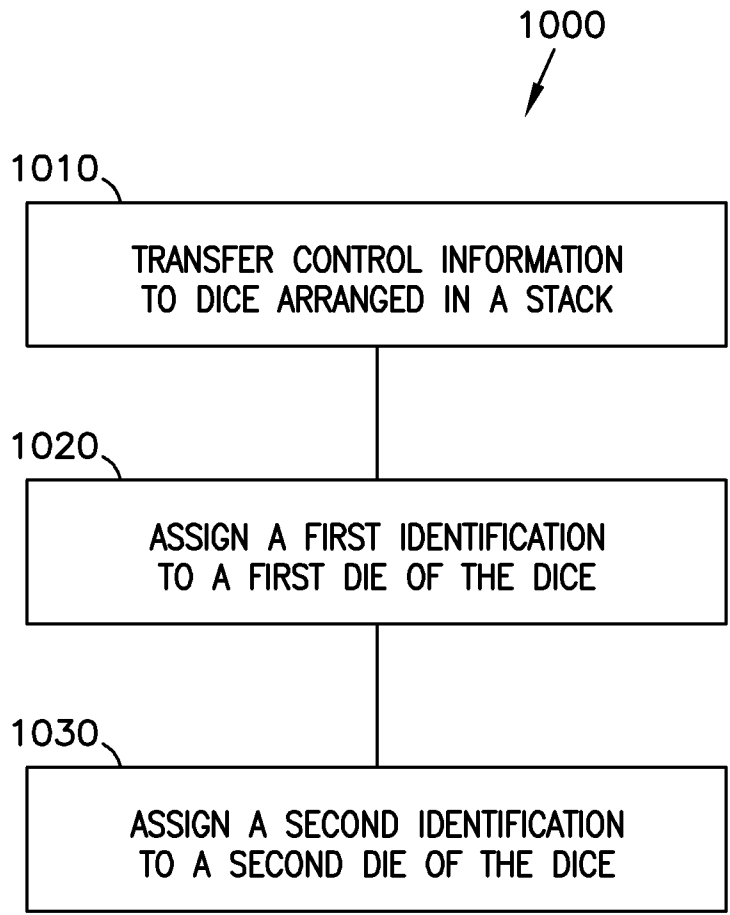 1000
1010
TRANSFER CONTROL INFORMATION
TO DICE ARRANGED IN A STACK
1020
ASSIGN A FIRST IDENTIFICATION
TO A FIRST DIE OF THE DICE
1030
ASSIGN A SECOND IDENTIFICATION
TO A SECOND DIE OF THE DICE